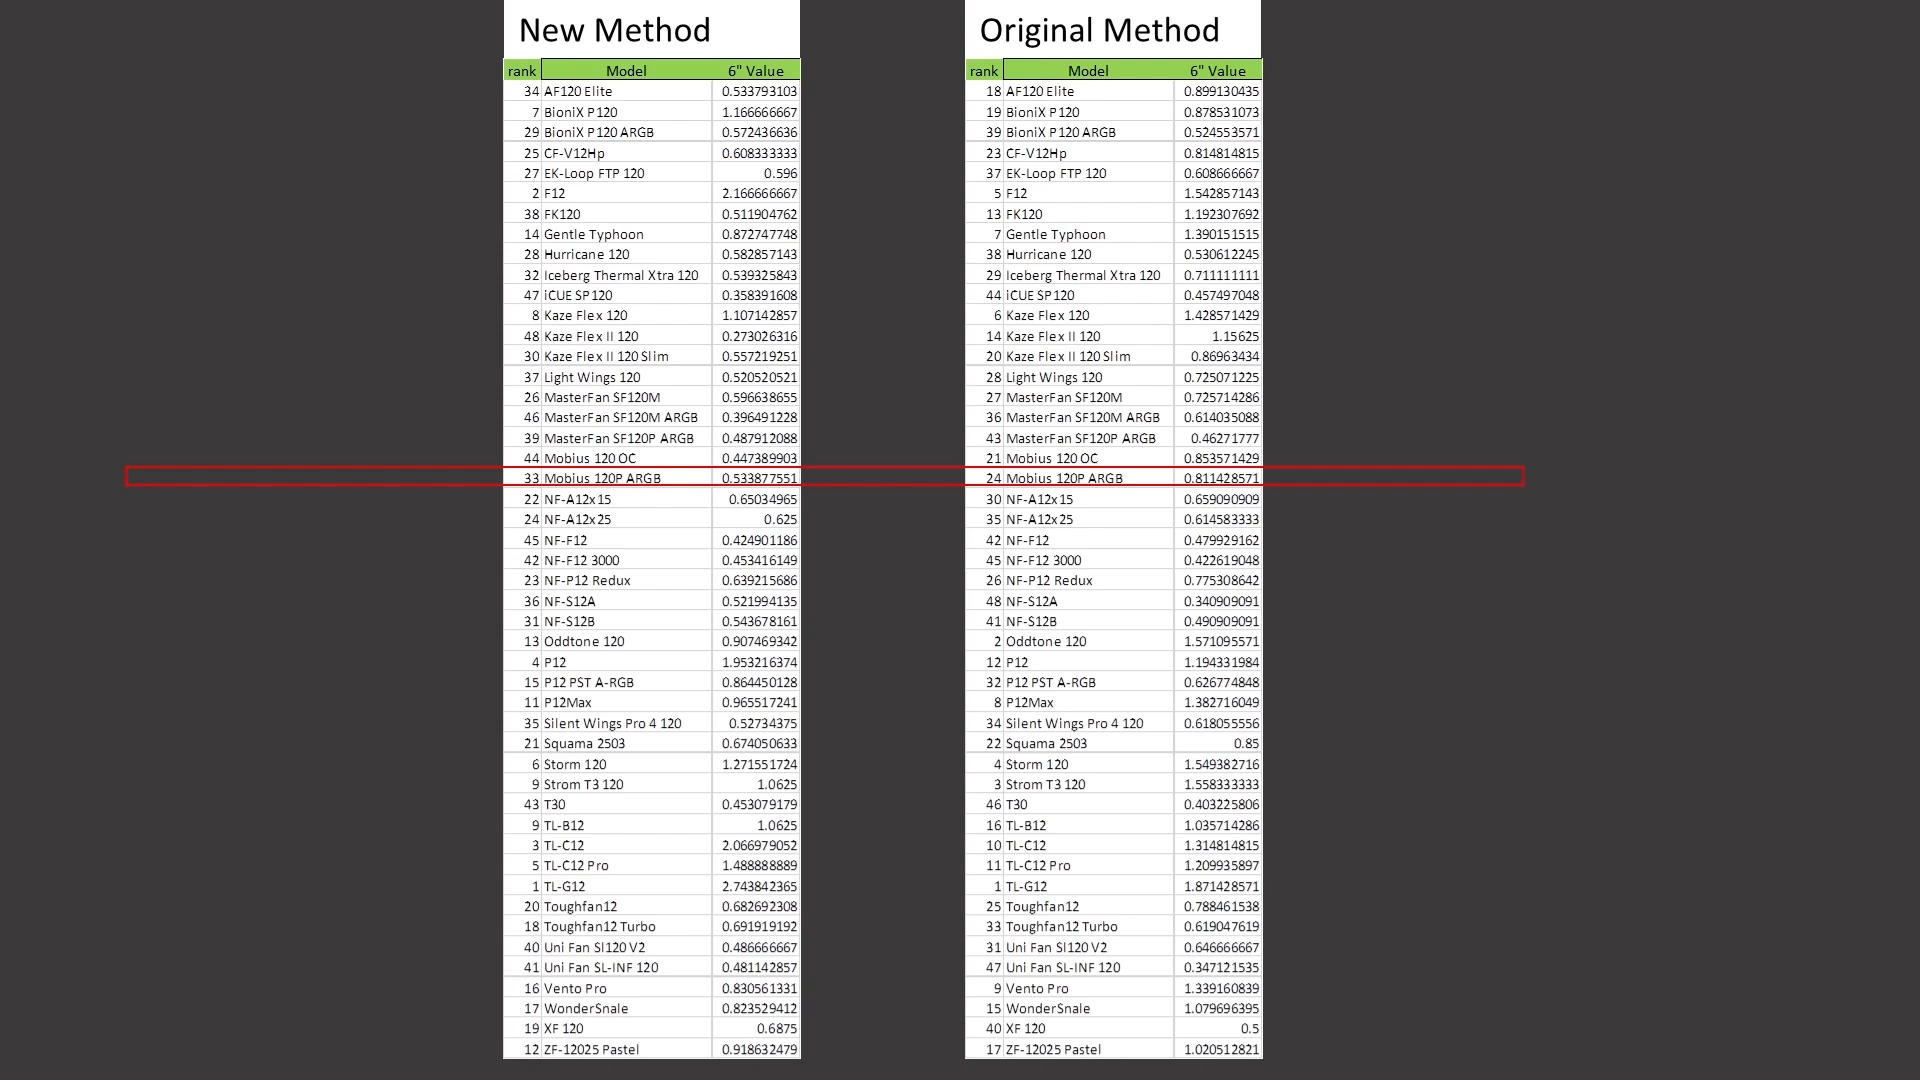 New Method
rank Model 6" Value
34 AF120 Elite 0.533793103
7 BioniX P120 1.166666667
29 BioniX P120 ARGB 0.572436636
25 CF-V12Hp 0.608333333
27 EK-Loop FTP 120 0.596
2 F12 2.166666667
38 FK120 0.511904762
14 Gentle Typhoon 0.872747748
28 Hurricane 120 0.582857143
32 Iceberg Thermal Xtra 120 0.539325843
47 iCUE SP120 0.358391608
8 Kaze Flex 120 1.107142857
48 Kaze Flex II 120 0.273026316
30 Kaze Flex II 120 Slim 0.557219251
37 Light Wings 120 0.520520521
26 MasterFan SF120M 0.596638655
46 MasterFan SF120M ARGB 0.396491228
39 MasterFan SF120P ARGB 0.487912088
44 Mobius 120 OC 0.447389903
33 Mobius 120P ARGB 0.533877551
22 NF-A12x15 0.65034965
24 NF-A12x25 0.625
45 NF-F12 0.424901186
42 NF-F12 3000 0.453416149
23 NF-P12 Redux 0.639215686
36 NF-S12A 0.521994135
31 NF-S12B 0.543678161
13 Oddtone 120 0.907469342
4 P12 1.953216374
15 P12 PST A-RGB 0.864450128
11 P12Max 0.965517241
35 Silent Wings Pro 4 120 0.52734375
21 Squama 2503 0.674050633
6 Storm 120 1.271551724
9 Strom T3 120 1.0625
43 T30 0.453079179
9 TL-B12 1.0625
3 TL-C12 2.066979052
5 TL-C12 Pro 1.488888889
1 TL-G12 2.743842365
20 Toughfan12 0.682692308
18 Toughfan12 Turbo 0.691919192
40 Uni Fan Sl120 V2 0.486666667
41 Uni Fan SL-INF 120 0.481142857
16 Vento Pro 0.830561331
17 WonderSnale 0.823529412
19 XF 120 0.6875
12 ZF-12025 Pastel 0.918632479
Original Method
rank Model 6" Value
18 AF120 Elite 0.899130435
19 BioniX P120 0.878531073
39 BioniX P120 ARGB 0.524553571
23 CF-V12Hp 0.814814815
37 EK-Loop FTP 120 0.608666667
5 F12 1.542857143
13 FK120 1.192307692
7 Gentle Typhoon 1.390151515
38 Hurricane 120 0.530612245
29 Iceberg Thermal Xtra 120 0.711111111
44 iCUE SP120 0.457497048
6 Kaze Flex 120 1.428571429
14 Kaze Flex II 120 1.15625
20 Kaze Flex II 120 Slim 0.86963434
28 Light Wings 120 0.725071225
27 MasterFan SF120M 0.725714286
36 MasterFan SF120M ARGB 0.614035088
43 MasterFan SF120P ARGB 0.46271777
21 Mobius 120 OC 0.853571429
24 Mobius 120P ARGB 0.811428571
30 NF-A12x15 0.659090909
35 NF-A12x25 0.614583333
42 NF-F12 0.479929162
45 NF-F12 3000 0.422619048
26 NF-P12 Redux 0.775308642
48 NF-S12A 0.340909091
41 NF-S12B 0.490909091
2 Oddtone 120 1.571095571
12 P12 1.194331984
32 P12 PST A-RGB 0.626774848
8 P12Max 1.382716049
34 Silent Wings Pro 4 120 0.618055556
22 Squama 2503 0.85
4 Storm 120 1.549382716
3 Strom T3 120 1.558333333
46 T30 0.403225806
16 TL-B12 1.035714286
10 TL-C12 1.314814815
11 TL-C12 Pro 1.209935897
1 TL-G12 1.871428571
25 Toughfan12 0.788461538
33 Toughfan12 Turbo 0.619047619
31 Uni Fan Sl120 V2 0.646666667
47 Uni Fan SL-INF 120 0.347121535
9 Vento Pro 1.339160839
15 WonderSnale 1.079696395
40 XF 120 0.5
17 ZF-12025 Pastel 1.020512821